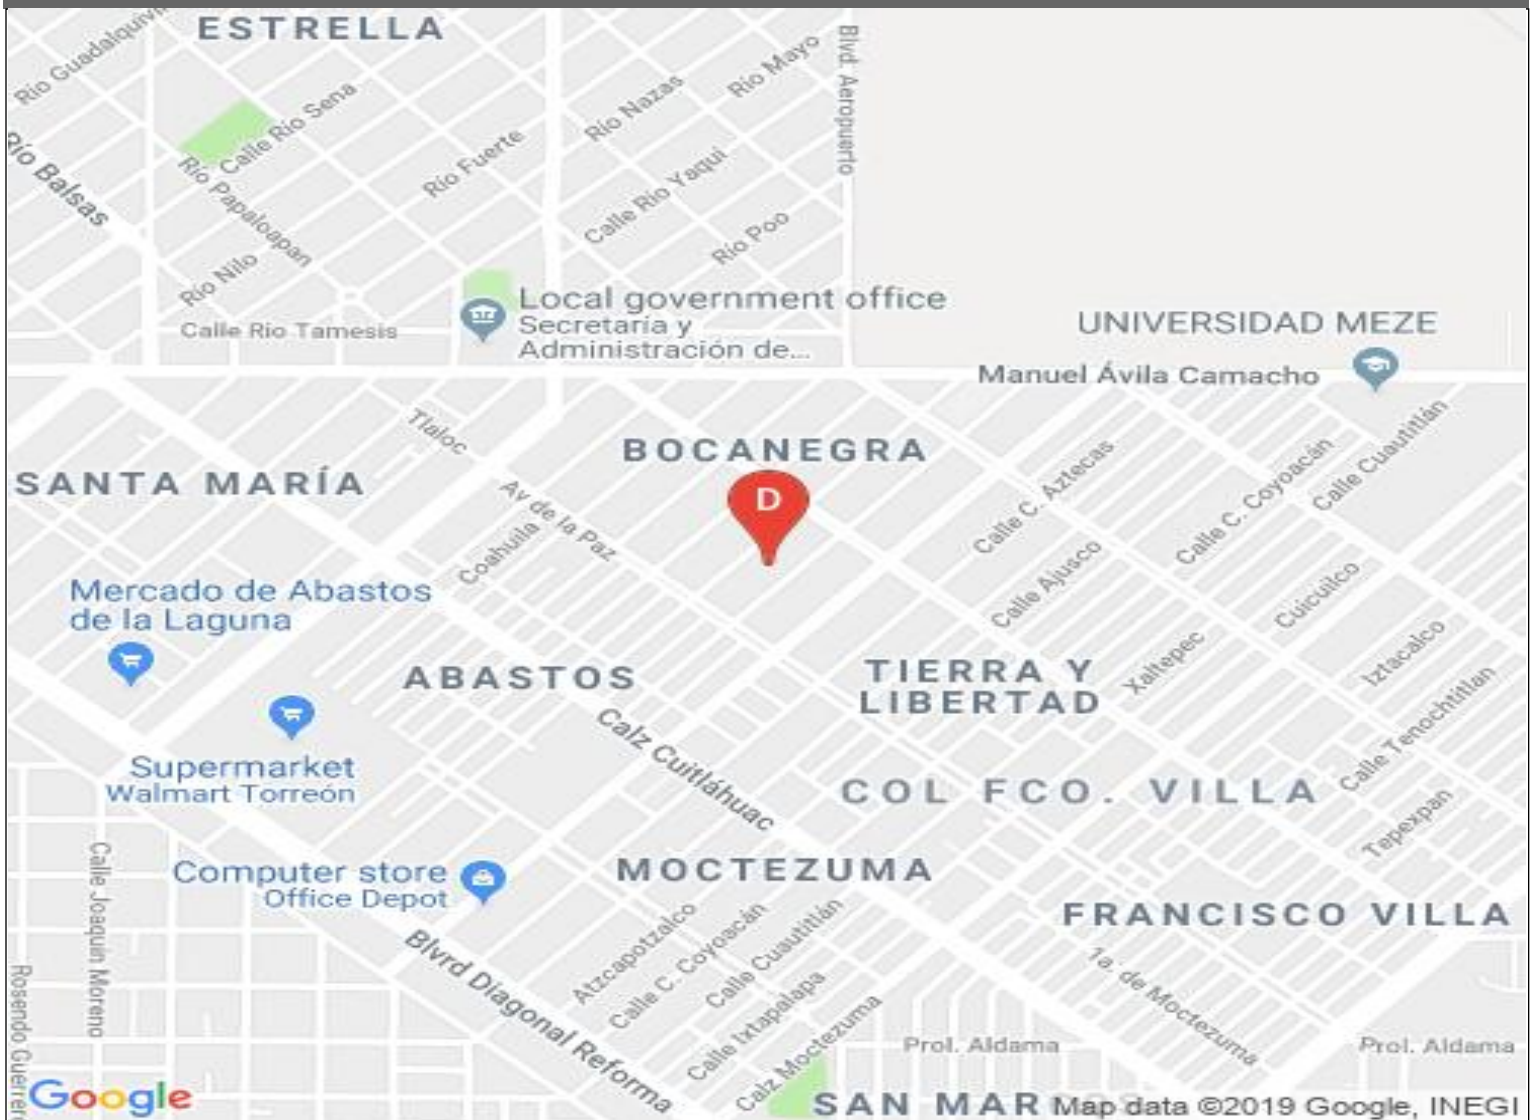 ESTRELLA
Río Guadalquivi
Blvd. Aeropuerto
Río Mayo
Río Nazas
Calle Río Sena
Río Balsas
Río Papaloapan
Río Fuerte
Calle Río Yaqui
Río Poo
Río Nilo
Calle Rio Tamesis
Local government office
Secretaría y
Administración de...
UNIVERSIDAD MEZE
Manuel Ávila Camacho
Tlaloc
BOCANEGRA
D
SANTA MARÍA
Av de la Paz
Coahuila
Calle C. Aztecas
Calle C. Coyoacán
Calle Cuautitlán
Calle Ajusco
Cuicuilco
Mercado de Abastos
de la Laguna
ABASTOS
TIERRA Y
LIBERTAD
Xaltepec
Iztacalco
Calle Tenochtitlan
Calz Cuitláhuac
Supermarket
Walmart Torreón
COL FCO. VILLA
Tepexpan
Computer store
Office Depot
MOCTEZUMA
FRANCISCO VILLA
Calle Joaquin Moreno
Rosendo Guerrero
Blvrd Diagonal Reforma
Atzcapotzalco
Calle C. Coyoacán
Calle Cuautitlán
Calle Ixtapalapa
Calz Moctezuma
1a. de Moctezuma
Prol. Aldama
Prol. Aldama
Google
SAN MAR
Map data ©2019 Google, INEGI